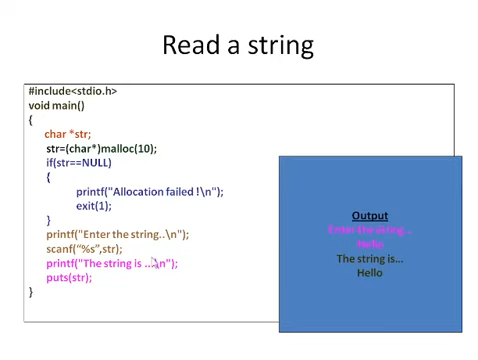 Read a string
#include<stdio.h>
void main()
{
char *str;
str=(char*)malloc(10);
if(str==NULL)
{
printf("Allocation failed !\n");
exit(1);
}
printf("Enter the string..\n");
scanf("%s",str);
printf("The string is ...\n");
puts(str);
}
Output
Enter the string..
Hello
The string is...
Hello